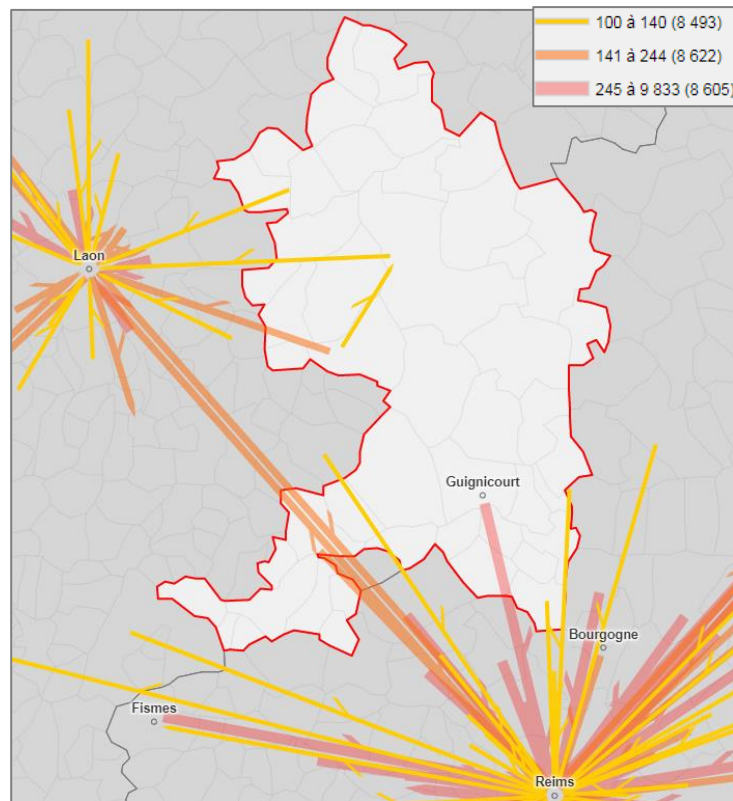 100 à 140 (8 493)
141 à 244 (8 622)
245 à 9 833 (8 605)
Laon
Guignicourt
Bourgogne
Fismes
Reims